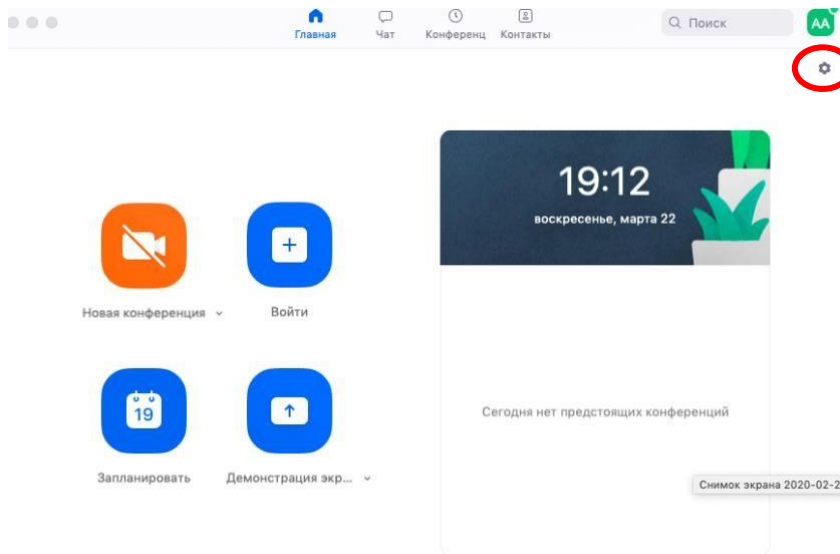 Поиск
АА
Главная
Чат
Конференц
Контакты
19:12
воскресенье, марта 22
Новая конференция
Войти
19
Запланировать
Демонстрация экр...
Сегодня нет предстоящих конференций
Снимок экрана 2020-02-2